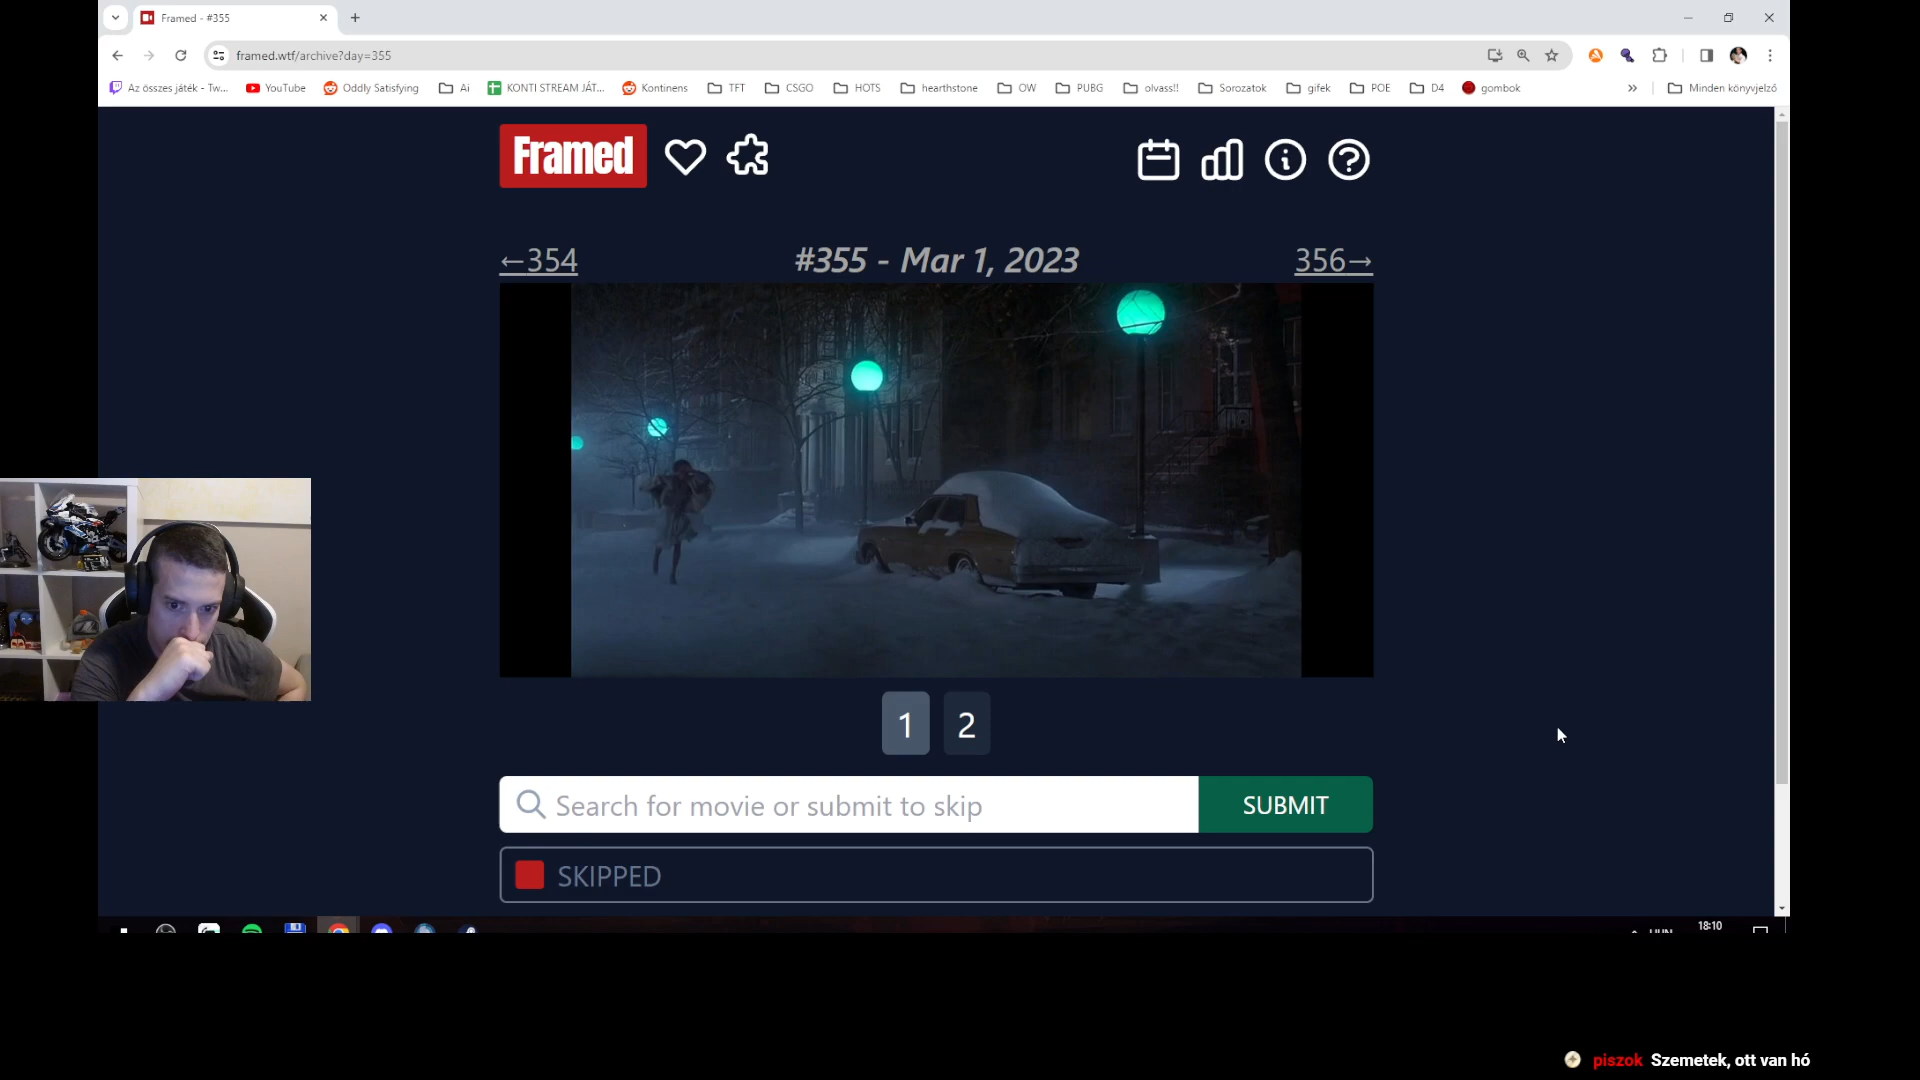 Framed - #355
framed.wtf/archive?day=355
Az összes játék - Tw...
YouTube
Oddly Satisfying
Ai
KONTI STREAM JÁT...
Kontinens
TFT
CSGO
HOTS
hearthstone
OW
PUBG
olvass!!
Sorozatok
gifek
POE
D4
gombok
»
Minden könyvjelző
Framed
←354
#355 - Mar 1, 2023
356→
1
2
Search for movie or submit to skip
SUBMIT
SKIPPED
18:10
piszok Szemetek, ott van hó